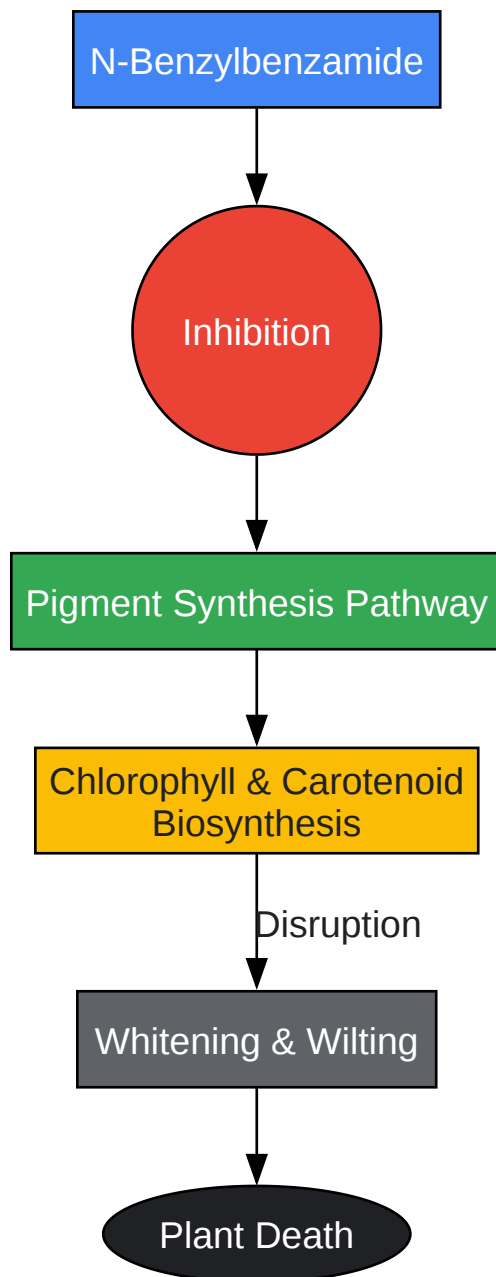 N-Benzylbenzamide
Inhibition
Pigment Synthesis Pathway
Chlorophyll & Carotenoid
Biosynthesis
Disruption
Whitening & Wilting
Plant Death